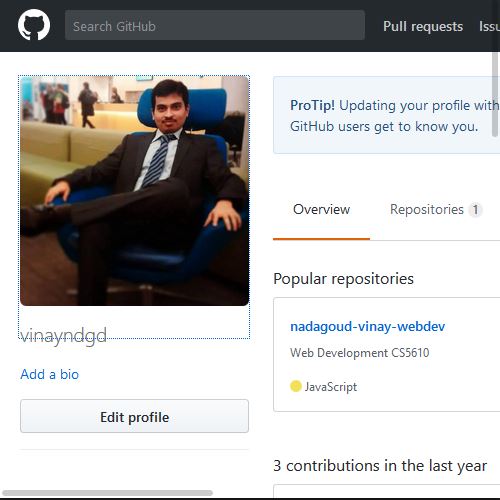 Search GitHub
Pull requests
ProTip! Updating your profile with
GitHub users get to know you.
Overview
Repositories 1
Popular repositories
nadagoud-vinay-webdev
Web Development CS5610
JavaScript
vinayndgd
Add a bio
Edit profile
3 contributions in the last year